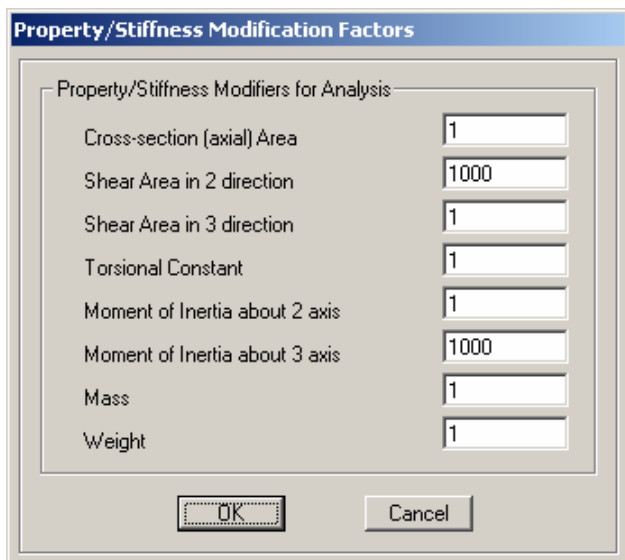 Property/Stiffness Modification Factors
Property/Stiffness Modifiers for Analysis
Cross-section (axial) Area 1
Shear Area in 2 direction 1000
Shear Area in 3 direction 1
Torsional Constant 1
Moment of Inertia about 2 axis 1
Moment of Inertia about 3 axis 1000
Mass 1
Weight 1
OK Cancel